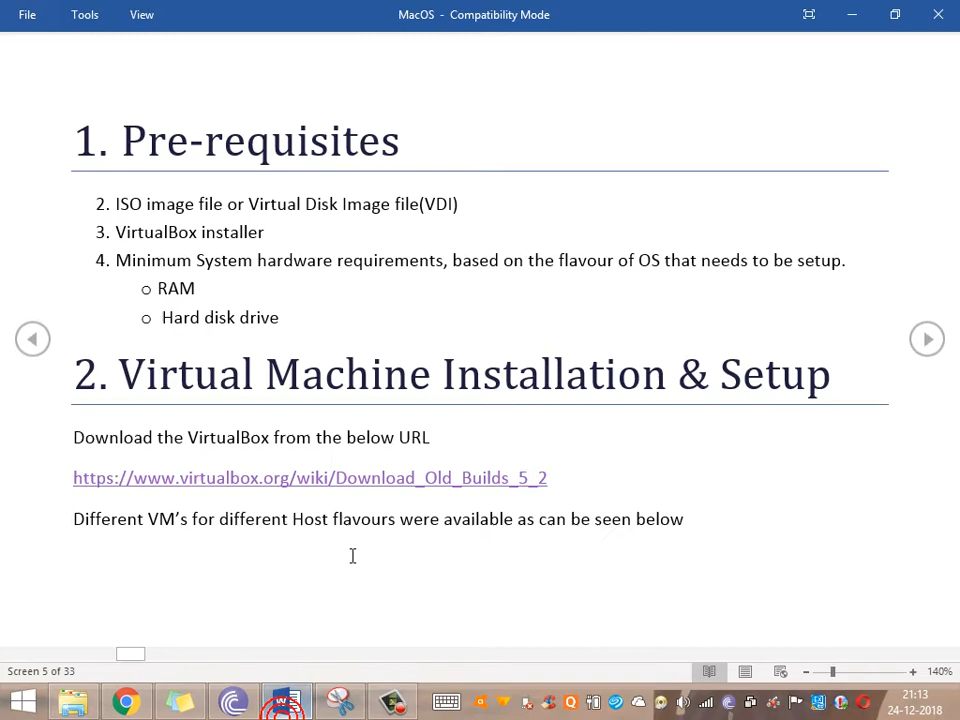 File Tools View MacOS - Compatibility Mode
1. Pre-requisites
2. ISO image file or Virtual Disk Image file(VDI)
3. VirtualBox installer
4. Minimum System hardware requirements, based on the flavour of OS that needs to be setup.
o RAM
o Hard disk drive
2. Virtual Machine Installation & Setup
Download the VirtualBox from the below URL
https://www.virtualbox.org/wiki/Download_Old_Builds_5_2
Different VM's for different Host flavours were available as can be seen below
Screen 5 of 33
140%
21:13
24-12-2018